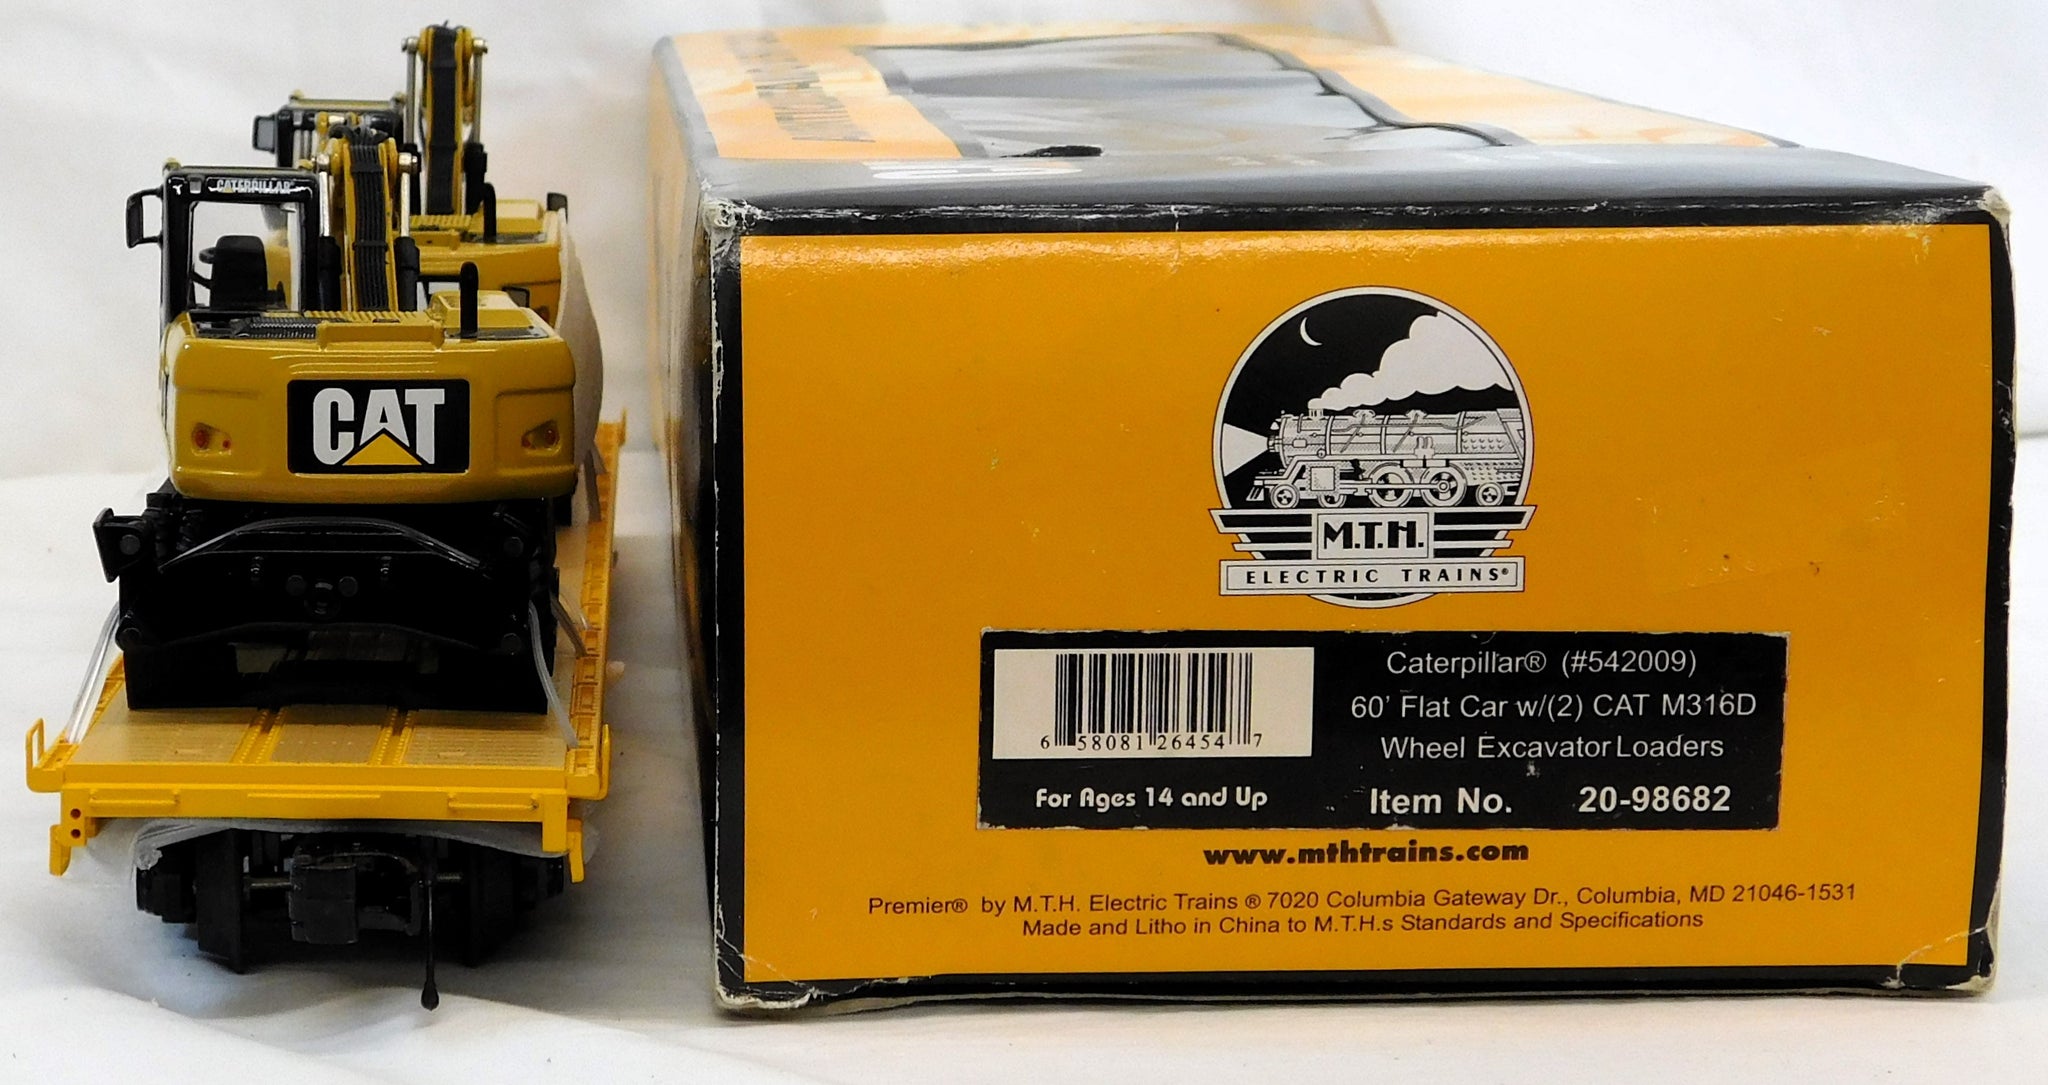 CATERPILLAR
CAT
M.T.H.
ELECTRIC TRAINS®
Caterpillar® (#542009)
60' Flat Car w/(2) CAT M316D
Wheel Excavator Loaders
6 58081 26454 7
For Ages 14 and Up
Item No. 20-98682
www.mthtrains.com
Premier® by M.T.H. Electric Trains ® 7020 Columbia Gateway Dr., Columbia, MD 21046-1531
Made and Litho in China to M.T.H.s Standards and Specifications